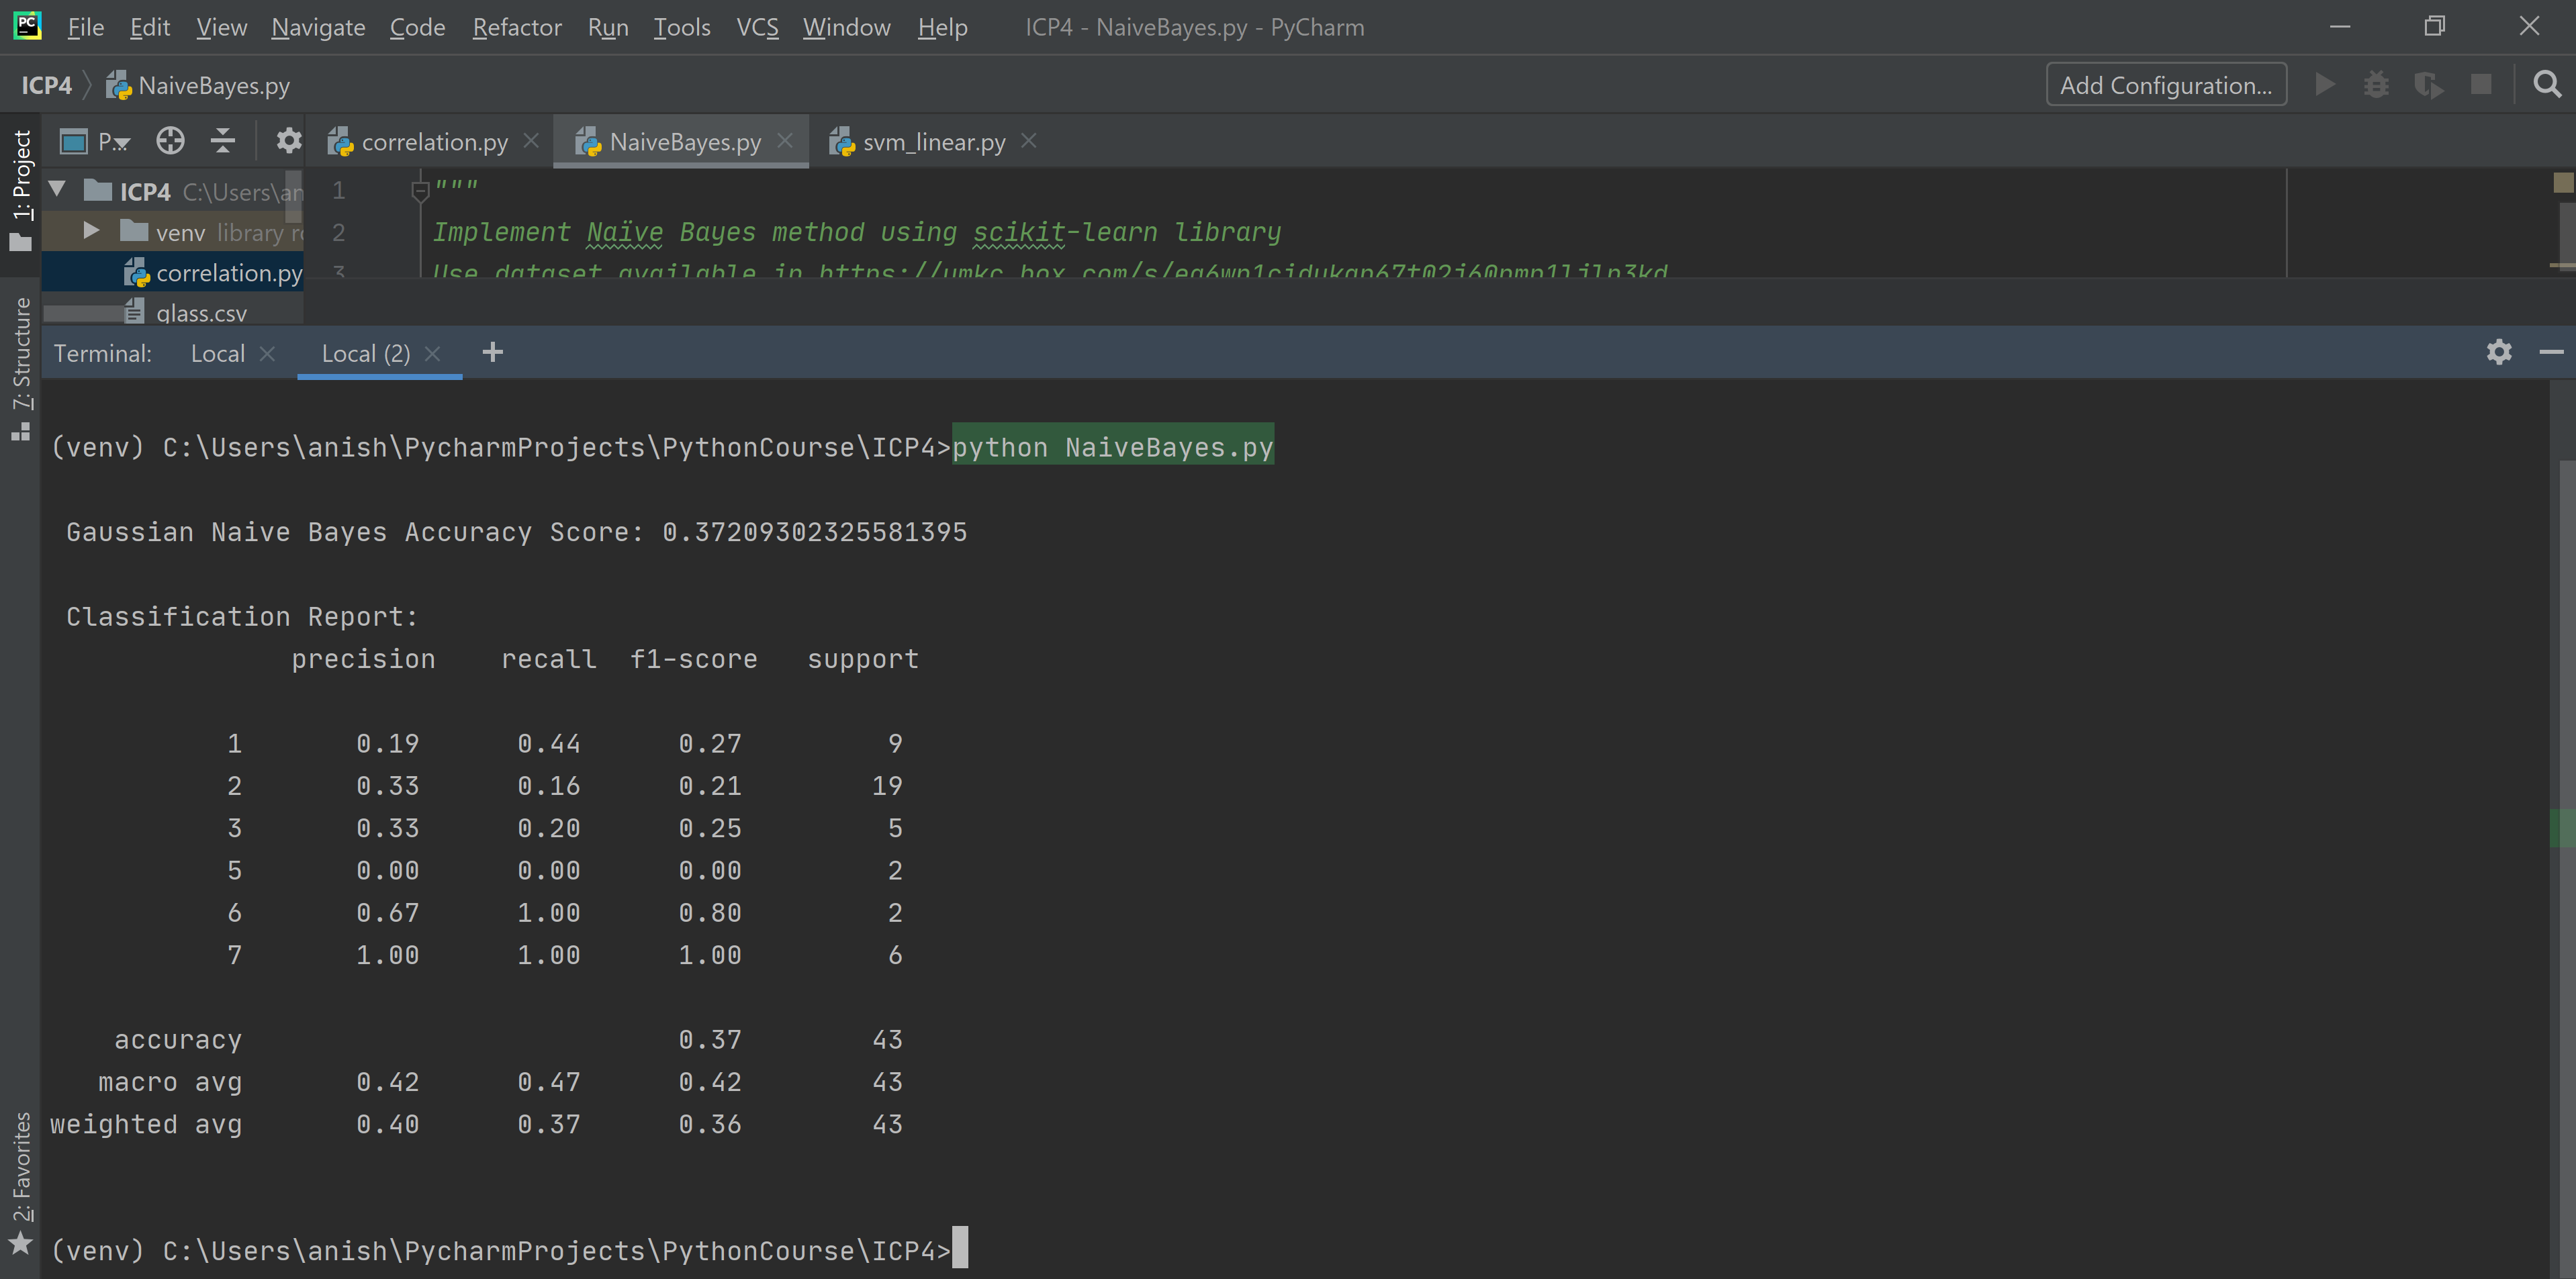 File Edit View Navigate Code Refactor Run Tools VCS Window Help ICP4 - NaiveBayes.py - PyCharm
ICP4 NaiveBayes.py Add Configuration...
1: Project
P... correlation.py NaiveBayes.py svm_linear.py
ICP4 C:\Users\an
venv library
correlation.py
glass.csv
1 """
2 Implement Naïve Bayes method using scikit-learn library
3 Use dataset available in
7: Structure
Terminal: Local Local (2) +
(venv) C:\Users\anish\PycharmProjects\PythonCourse\ICP4>python NaiveBayes.py
Gaussian Naive Bayes Accuracy Score: 0.37209302325581395
Classification Report:
precision recall f1-score support
1 0.19 0.44 0.27 9
2 0.33 0.16 0.21 19
3 0.33 0.20 0.25 5
5 0.00 0.00 0.00 2
6 0.67 1.00 0.80 2
7 1.00 1.00 1.00 6
accuracy 0.37 43
macro avg 0.42 0.47 0.42 43
weighted avg 0.40 0.37 0.36 43
2: Favorites
(venv) C:\Users\anish\PycharmProjects\PythonCourse\ICP4>